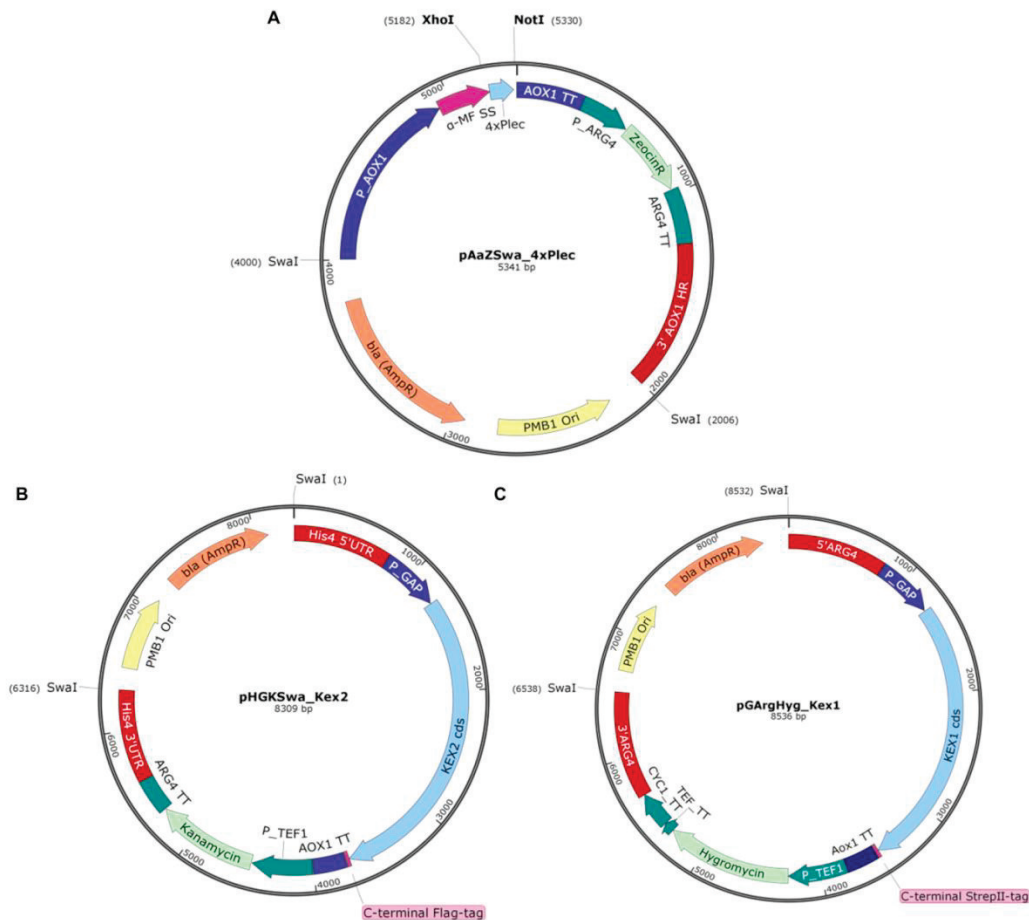 A
(5182) XhoI
NotI (5330)
5000
α-MF SS
4xPlec
AOX1 TT
P_ARG4
ZeocinR
1000
ARG4 TT
3' AOX1 HR
2000
SwaI (2006)
PMB1 Ori
3000
bla (AmpR)
(4000) SwaI
4000
P_AOX1
pAaZSwa_4xPlec
5341 bp
B
SwaI (1)
8000
bla (AmpR)
His4 5'UTR
1000
P_GAP
2000
KEX2 cds
3000
7000
PMB1 Ori
(6316) SwaI
pHGKSwa_Kex2
8309 bp
6000
His4 3'UTR
ARG4 TT
Kanamycin
5000
P_TEF1
AOX1 TT
4000
C-terminal Flag-tag
C
(8532) SwaI
8000
bla (AmpR)
5'ARG4
1000
P_GAP
2000
KEX1 cds
3000
7000
PMB1 Ori
(6538) SwaI
pGArgHyg_Kex1
8536 bp
6000
3'ARG4
CYC1_TT
TEF_TT
Hygromycin
5000
P_TEF1
Aox1 TT
4000
C-terminal StrepII-tag